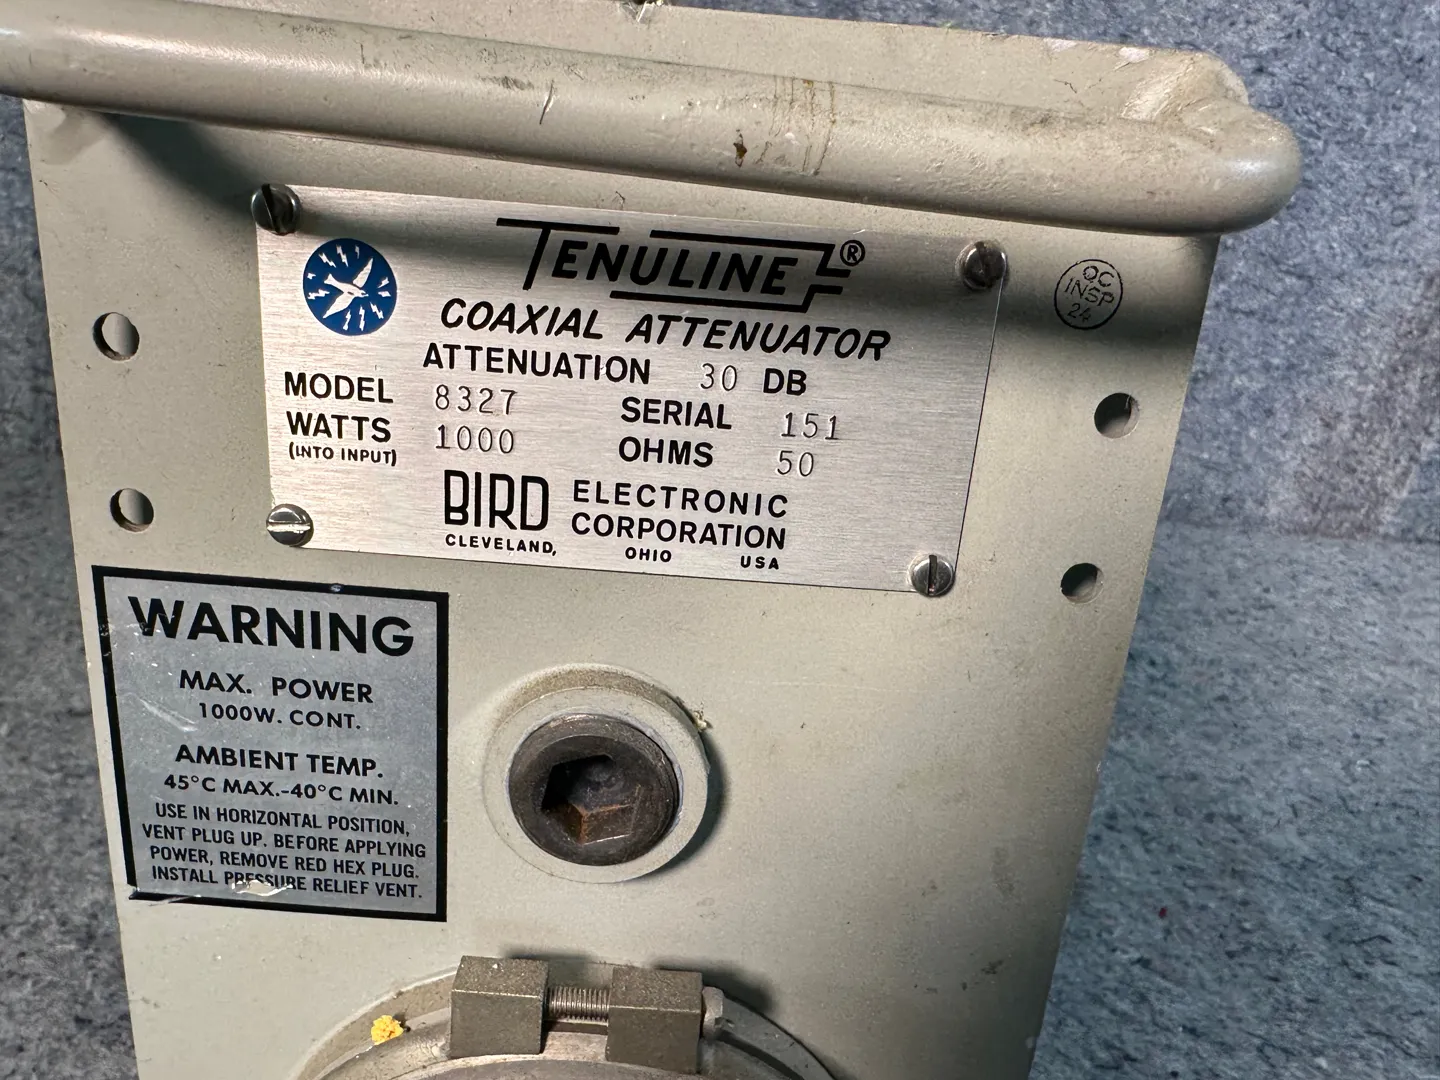 TENULINE®
COAXIAL ATTENUATOR
ATTENUATION 30 DB
MODEL 8327 SERIAL 151
WATTS 1000 OHMS 50
(INTO INPUT)
BIRD ELECTRONIC
CORPORATION
CLEVELAND, OHIO USA
QC
INSP
24
WARNING
MAX. POWER
1000W. CONT.
AMBIENT TEMP.
45°C MAX.-40°C MIN.
USE IN HORIZONTAL POSITION,
VENT PLUG UP. BEFORE APPLYING
POWER, REMOVE RED HEX PLUG.
INSTALL PRESSURE RELIEF VENT.